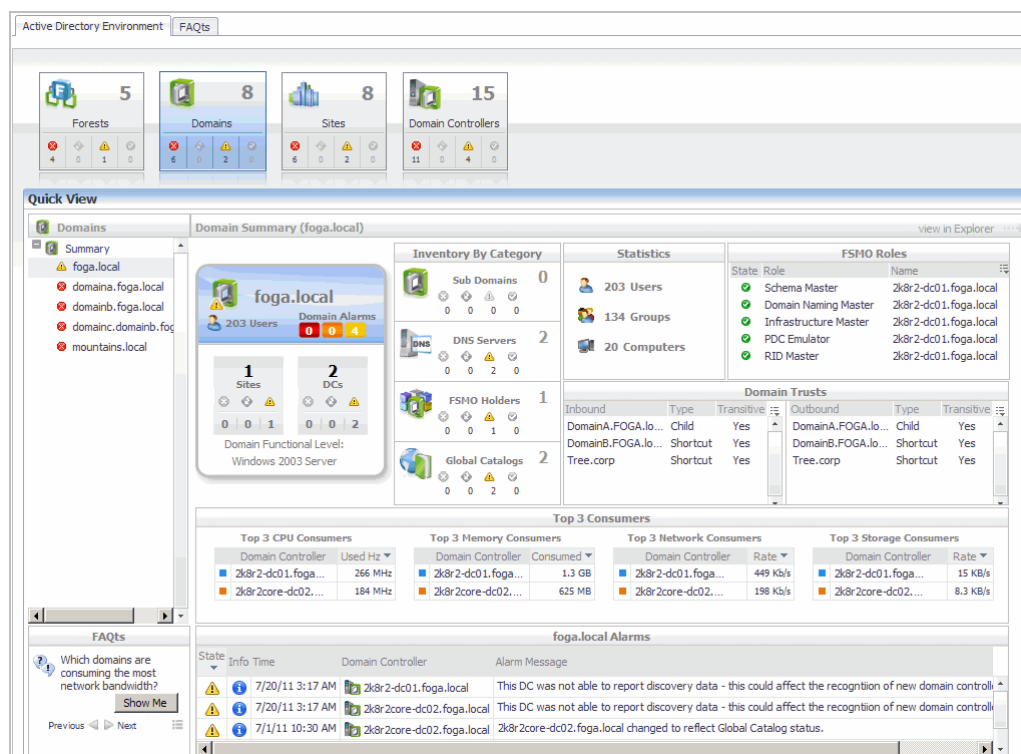 Active Directory Environment FAQts
5 8 8 15
Forests Domains Sites Domain Controllers
4 0 1 0 6 0 2 0 6 0 2 0 11 0 4 0
Quick View
Domains
Summary
foga.local
domaina.foga.local
domainb.foga.local
domainc.domainb.fog
mountains.local
Domain Summary (foga.local) view in Explorer
foga.local
203 Users
Domain Alarms
0 0 4
1 2
Sites DCs
0 0 1 0 0 2
Domain Functional Level:
Windows 2003 Server
Inventory By Category
Sub Domains 0
0 0 0 0
DNS
DNS Servers 2
0 0 2 0
FSMO Holders 1
0 0 1 0
Global Catalogs 2
0 0 2 0
Statistics
203 Users
134 Groups
20 Computers
FSMO Roles
State Role Name
Schema Master 2k8r2-dc01.foga.local
Domain Naming Master 2k8r2-dc01.foga.local
Infrastructure Master 2k8r2-dc01.foga.local
PDC Emulator 2k8r2-dc01.foga.local
RID Master 2k8r2-dc01.foga.local
Domain Trusts
Inbound Type Transitive Outbound Type Transitive
DomainA.FOGA.lo... Child Yes DomainA.FOGA.lo... Child Yes
DomainB.FOGA.lo... Shortcut Yes DomainB.FOGA.lo... Shortcut Yes
Tree.corp Shortcut Yes Tree.corp Shortcut Yes
Top 3 Consumers
Top 3 CPU Consumers Top 3 Memory Consumers Top 3 Network Consumers Top 3 Storage Consumers
Domain Controller Used Hz Domain Controller Consumed Domain Controller Rate Domain Controller Rate
2k8r2-dc01.foga... 266 MHz 2k8r2-dc01.foga... 1.3 GB 2k8r2-dc01.foga... 449 Kb/s 2k8r2-dc01.foga... 15 KB/s
2k8r2core-dc02.... 184 MHz 2k8r2core-dc02.... 625 MB 2k8r2core-dc02.... 198 Kb/s 2k8r2core-dc02.... 8.3 KB/s
FAQts
Which domains are
consuming the most
network bandwidth?
Show Me
Previous Next
foga.local Alarms
State Info Time Domain Controller Alarm Message
7/20/11 3:17 AM 2k8r2-dc01.foga.local This DC was not able to report discovery data - this could affect the recogntion of new domain controll
7/20/11 3:17 AM 2k8r2core-dc02.foga.local This DC was not able to report discovery data - this could affect the recogntion of new domain controll
7/1/11 10:30 AM 2k8r2core-dc02.foga.local 2k8r2core-dc02.foga.local changed to reflect Global Catalog status.